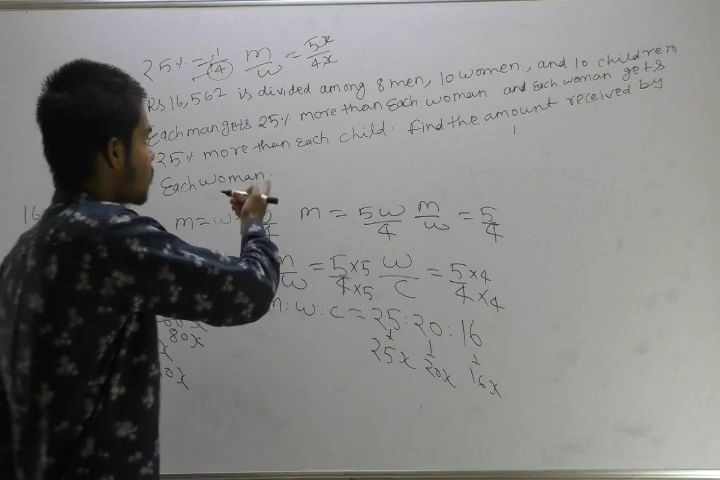 25% = 1/4 m/w = 5x/4x
Rs 16,562 is divided among 8 men, 10 women, and 10 children
Each man gets 25% more than Each woman and Each woman gets
25% more than Each child. find the amount received by
Each woman.
16
m = w m = 5w/4 m/w = 5/4
m/w = 5×5/4×5 w/c = 5×4/4×4
m : w : c = 25 : 20 : 16
80x 25x 20x 16x